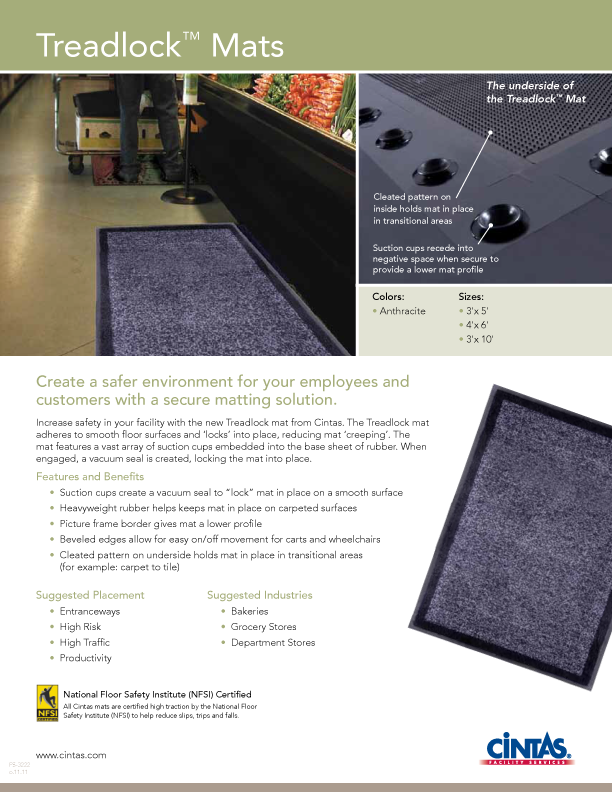 Treadlock™ Mats
The underside of
the Treadlock™ Mat
Cleated pattern on
inside holds mat in place
in transitional areas
Suction cups recede into
negative space when secure to
provide a lower mat profile
Colors:
• Anthracite
Sizes:
• 3'x 5'
• 4'x 6'
• 3'x 10'
Create a safer environment for your employees and
customers with a secure matting solution.
Increase safety in your facility with the new Treadlock mat from Cintas. The Treadlock mat
adheres to smooth floor surfaces and ‘locks’ into place, reducing mat ‘creeping’. The
mat features a vast array of suction cups embedded into the base sheet of rubber. When
engaged, a vacuum seal is created, locking the mat into place.
Features and Benefits
• Suction cups create a vacuum seal to “lock” mat in place on a smooth surface
• Heavyweight rubber helps keeps mat in place on carpeted surfaces
• Picture frame border gives mat a lower profile
• Beveled edges allow for easy on/off movement for carts and wheelchairs
• Cleated pattern on underside holds mat in place in transitional areas
(for example: carpet to tile)
Suggested Placement
• Entranceways
• High Risk
• High Traffic
• Productivity
Suggested Industries
• Bakeries
• Grocery Stores
• Department Stores
NFSI
CERTIFIED
National Floor Safety Institute (NFSI) Certified
All Cintas mats are certified high traction by the National Floor
Safety Institute (NFSI) to help reduce slips, trips and falls.
www.cintas.com
CINTAS®
FACILITY SERVICES
FS-3222
v.11.11